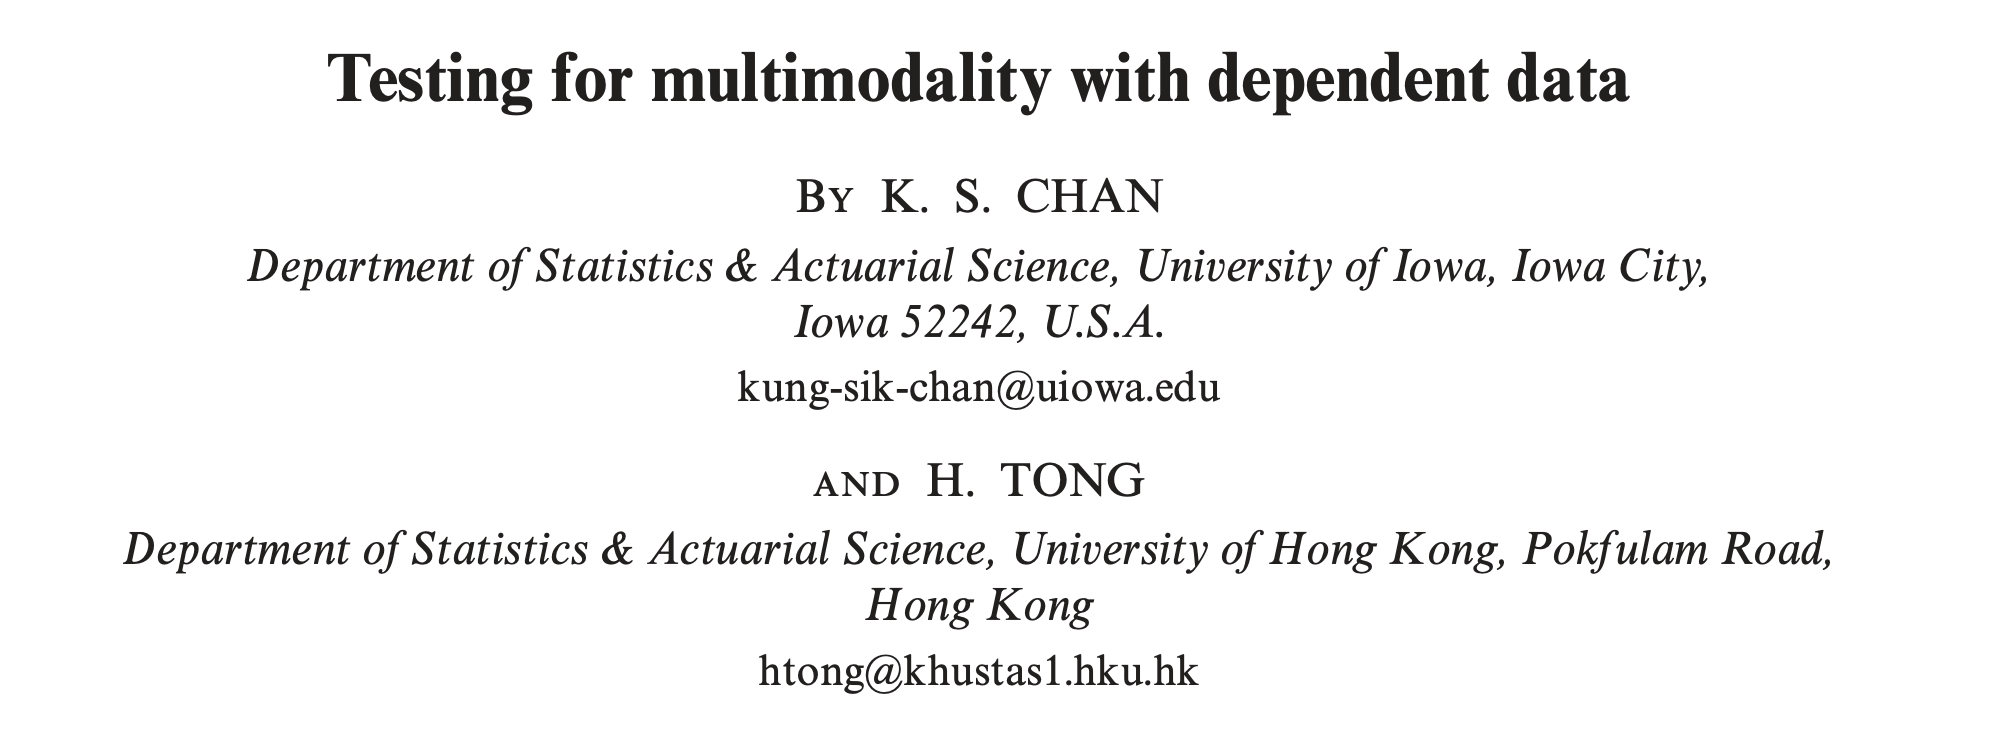 Testing for multimodality with dependent data
By K. S. CHAN
Department of Statistics & Actuarial Science, University of Iowa, Iowa City,
Iowa 52242, U.S.A.
kung-sik-chan@uiowa.edu
AND H. TONG
Department of Statistics & Actuarial Science, University of Hong Kong, Pokfulam Road,
Hong Kong
htong@khustas1.hku.hk